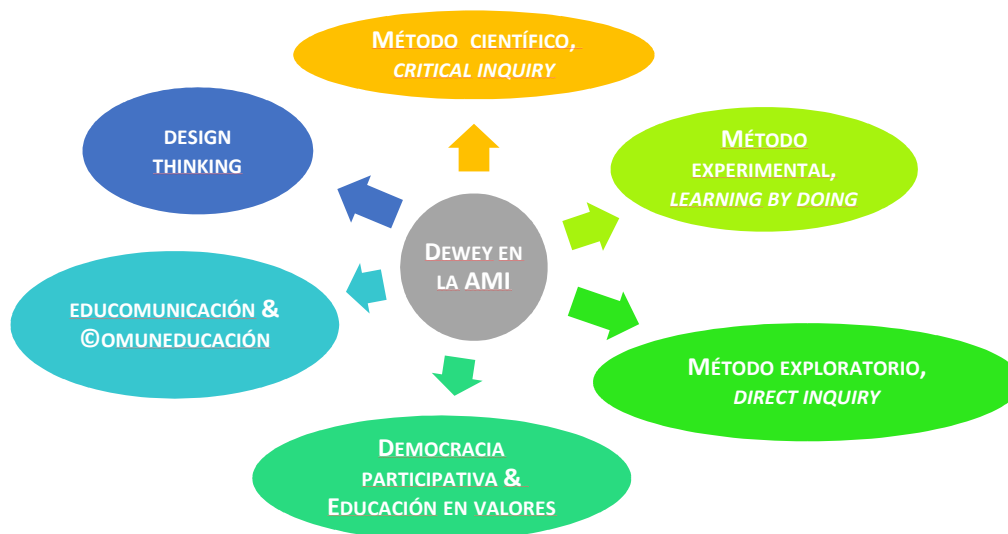 MÉTODO CIENTÍFICO,
CRITICAL INQUIRY
DESIGN
THINKING
MÉTODO
EXPERIMENTAL,
LEARNING BY DOING
DEWEY EN
LA AMI
EDUCOMUNICACIÓN &
©OMUNEDUCACIÓN
MÉTODO EXPLORATORIO,
DIRECT INQUIRY
DEMOCRACIA
PARTICIPATIVA &
EDUCACIÓN EN VALORES